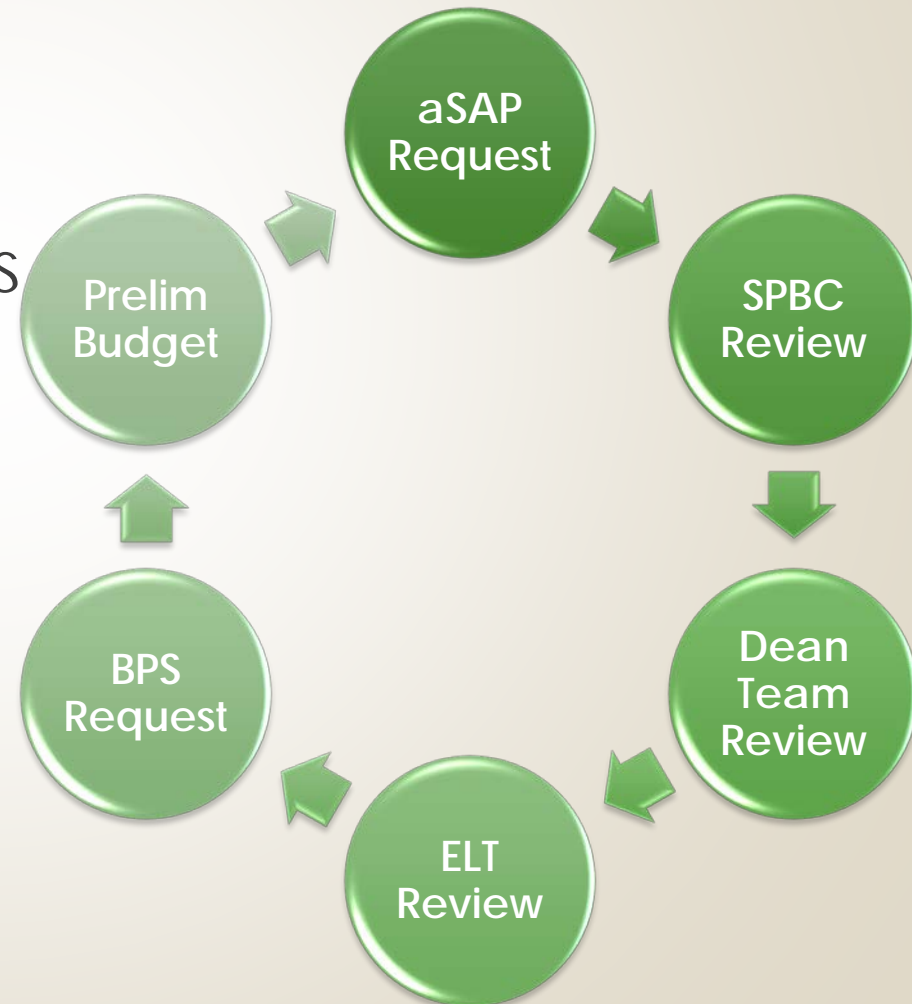 aSAP
Request
SPBC
Review
Dean
Team
Review
ELT
Review
BPS
Request
Prelim
Budget
s